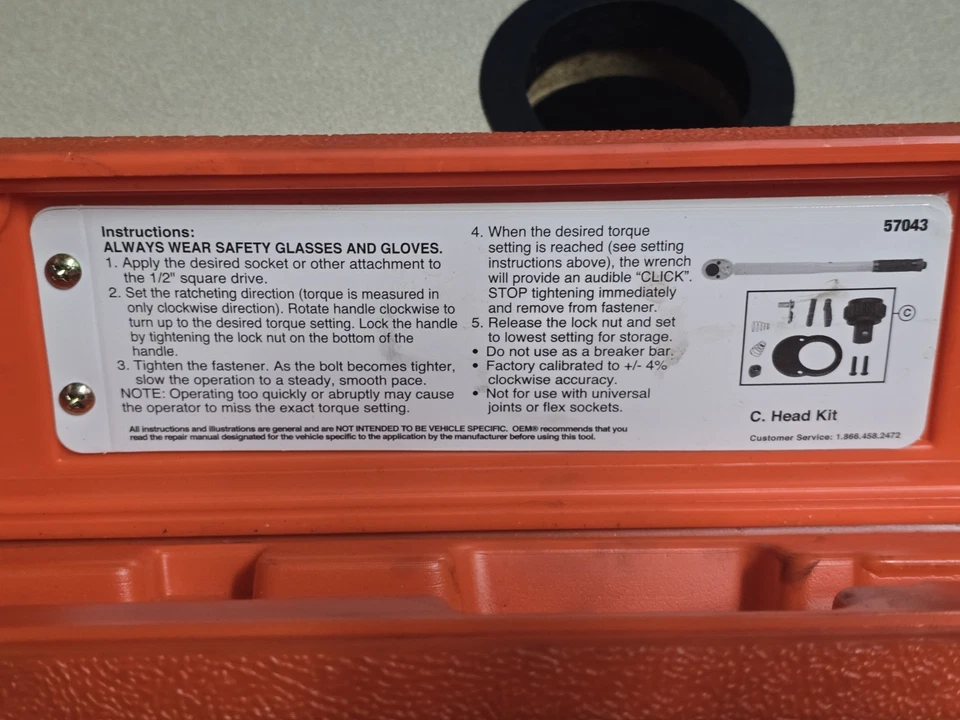 Instructions:
ALWAYS WEAR SAFETY GLASSES AND GLOVES.
1. Apply the desired socket or other attachment to
the 1/2" square drive.
2. Set the ratcheting direction (torque is measured in
only clockwise direction). Rotate handle clockwise to
turn up to the desired torque setting. Lock the handle
by tightening the lock nut on the bottom of the
handle.
3. Tighten the fastener. As the bolt becomes tighter,
slow the operation to a steady, smooth pace.
NOTE: Operating too quickly or abruptly may cause
the operator to miss the exact torque setting.
4. When the desired torque
setting is reached (see setting
instructions above), the wrench
will provide an audible “CLICK”.
STOP tightening immediately
and remove from fastener.
5. Release the lock nut and set
to lowest setting for storage.
• Do not use as a breaker bar.
• Factory calibrated to +/- 4%
clockwise accuracy.
• Not for use with universal
joints or flex sockets.
57043
C
C. Head Kit
Customer Service: 1.866.458.2472
All instructions and illustrations are general and are NOT INTENDED TO BE VEHICLE SPECIFIC. OEM® recommends that you
read the repair manual designated for the vehicle specific to the application by the manufacturer before using this tool.